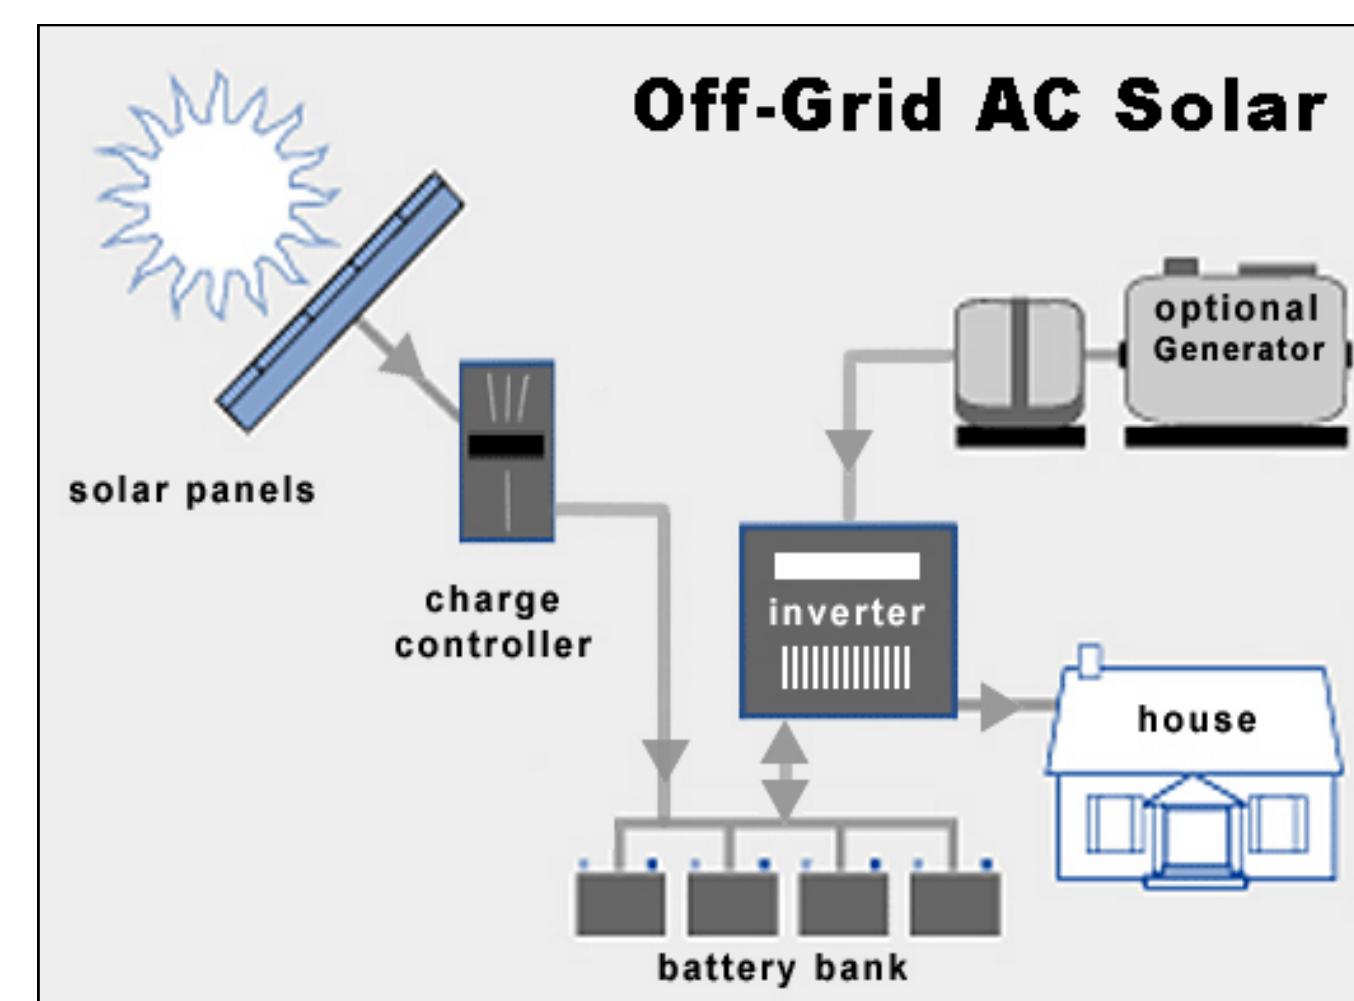 Off-Grid AC Solar
optional
Generator
solar panels
charge
controller
inverter
house
battery bank